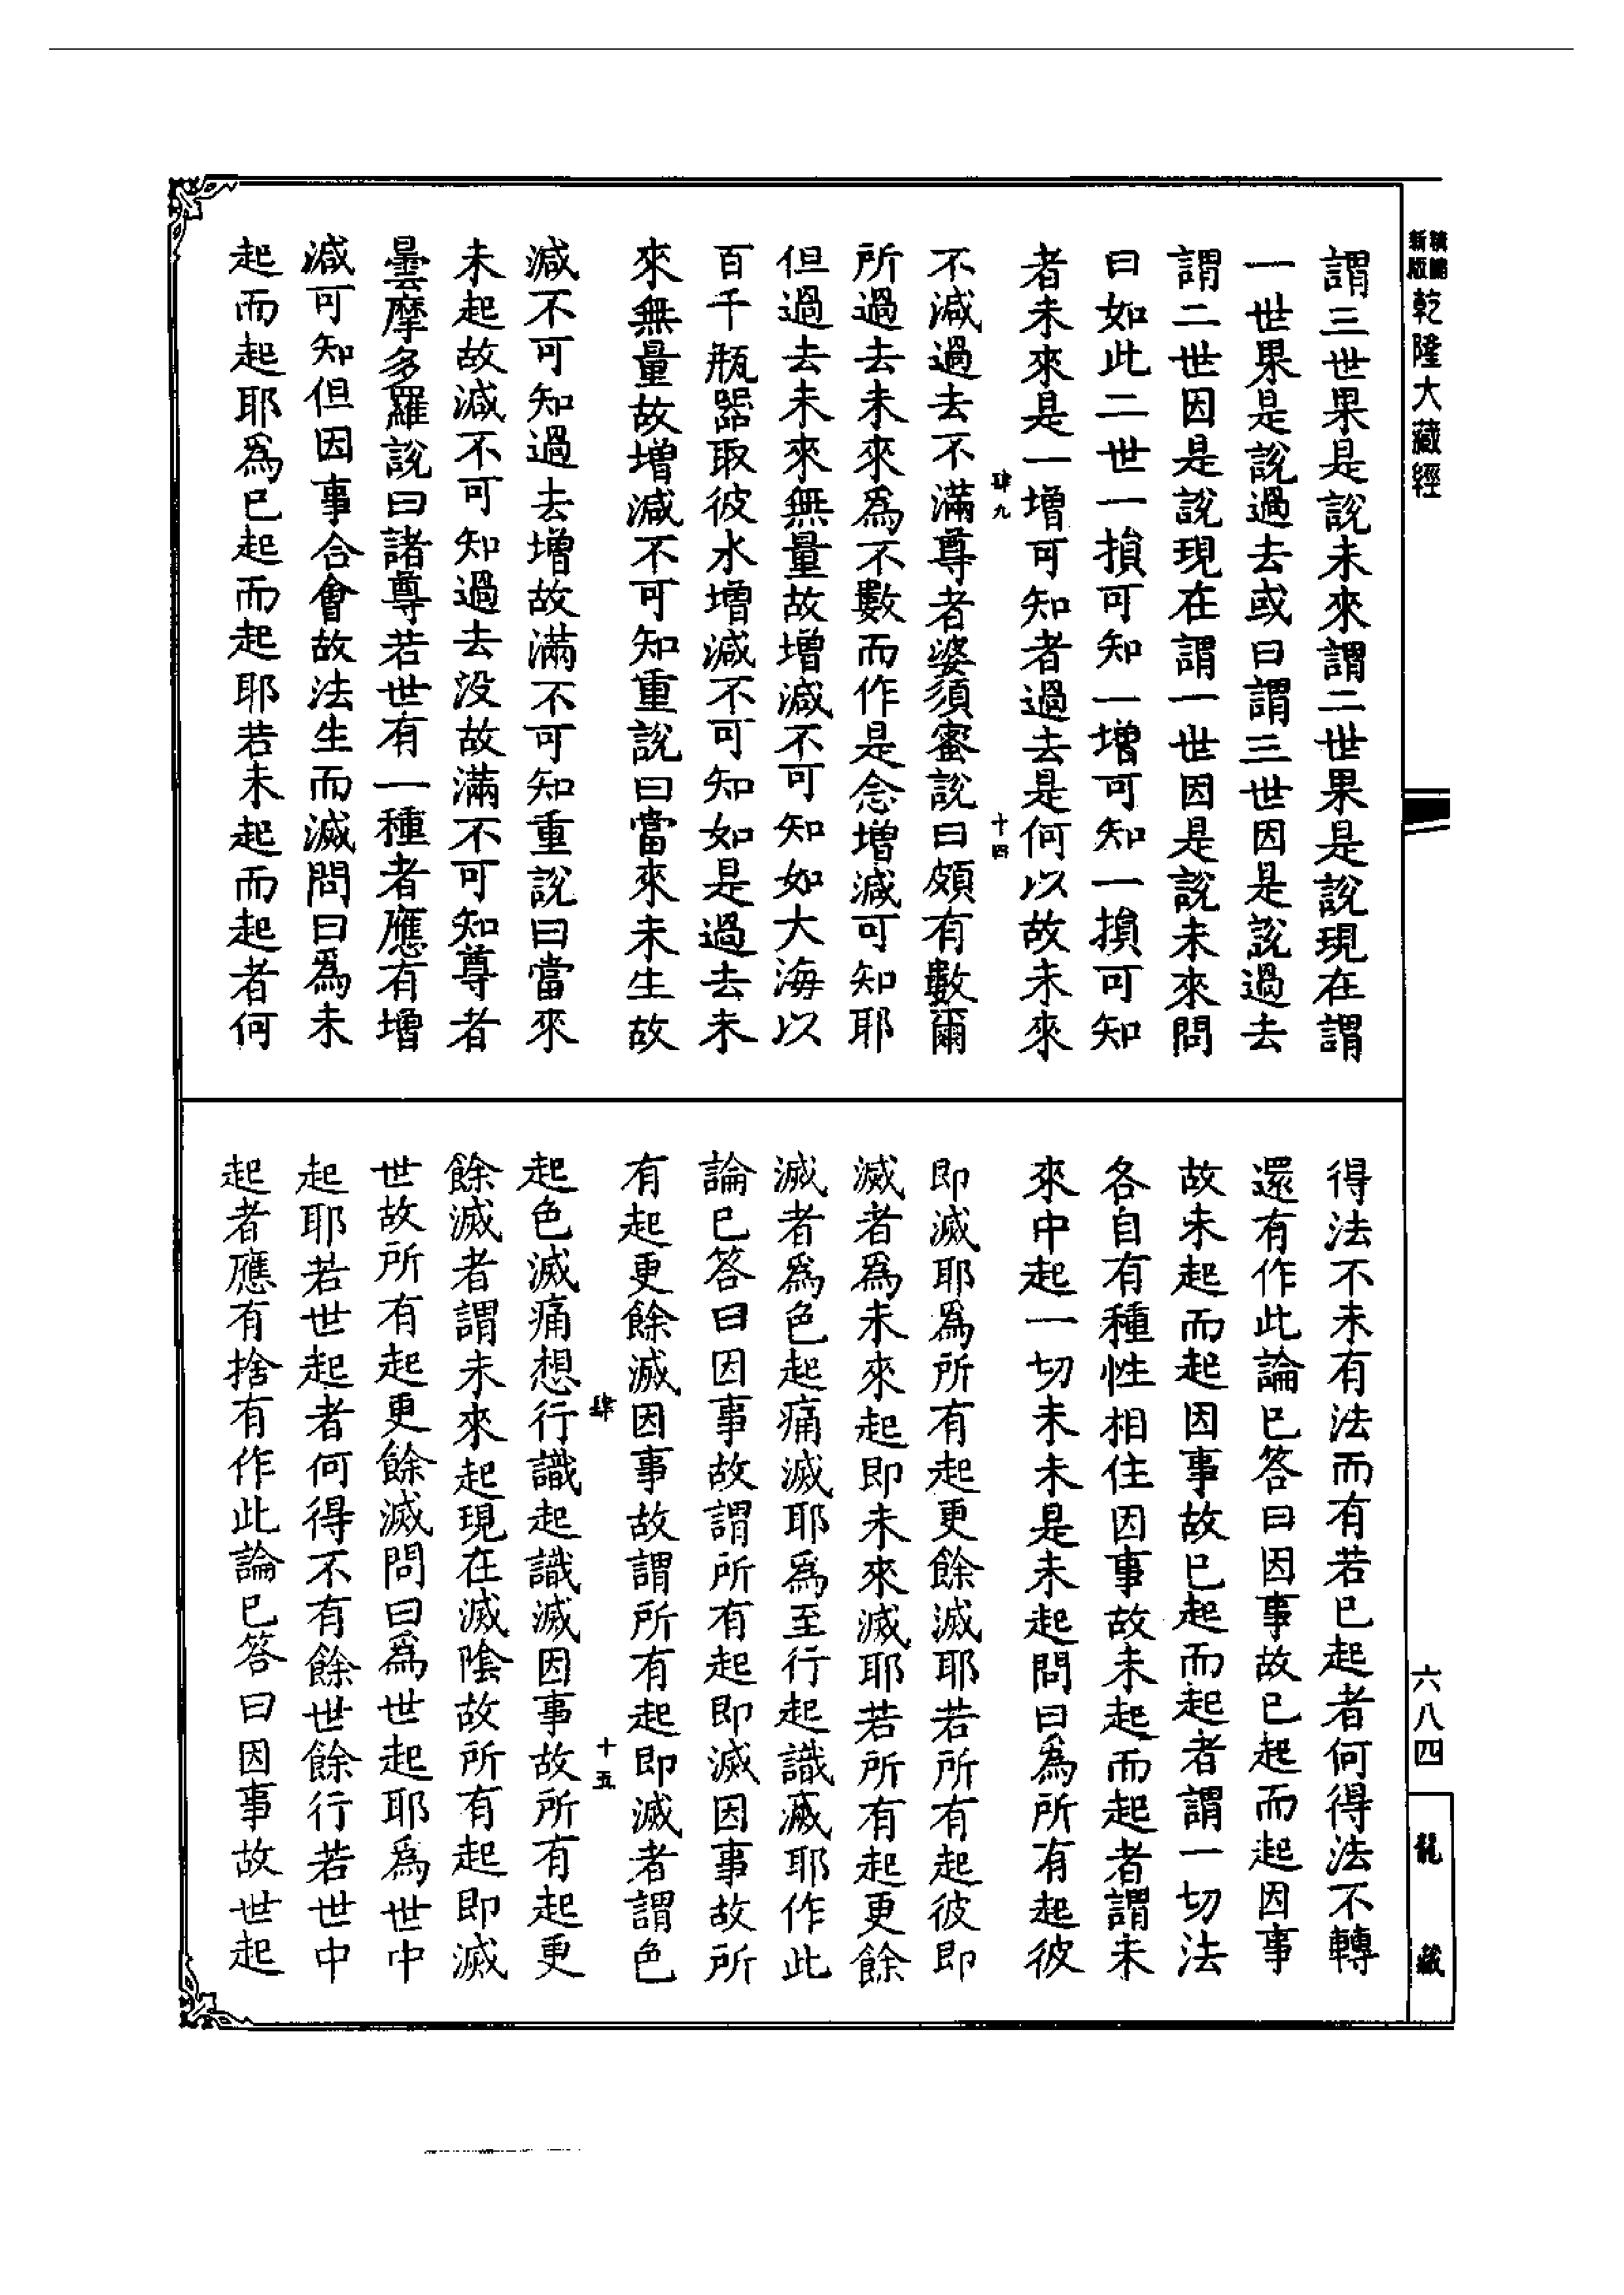 新版 精編 乾隆大藏經
謂三世果是說未來謂二世果是說現在謂
一世果是說過去或曰謂三世因是說過去
謂二世因是說現在謂一世因是說未來問
曰如此二世一損可知一增可知一損可知
者未來是一增可知者過去是何以故未來
肆九 十四
不減過去不滿尊者婆須蜜說曰頗有數爾
所過去未來為不數而作是念增減可知耶
但過去未來無量故增減不可知如大海以
百千瓶器取彼水增減不可知如是過去未
來無量故增減不可知重說曰當來未生故
減不可知過去增故滿不可知重說曰當來
未起故減不可知過去没故滿不可知尊者
曇摩多羅說曰諸尊若世有一種者應有增
減可知但因事合會故法生而滅問曰為未
起而起耶為已起而起耶若未起而起者何
得法不未有法而有若已起者何得法不轉
還有作此論已答曰因事故已起而起因事
故未起而起因事故已起而起者謂一切法
各自有種性相住因事故未起而起者謂未
來中起一切未未是未起問曰為所有起彼
即滅耶為所有起更餘滅耶若所有起彼即
滅者為未來起即未來滅耶若所有起更餘
滅者為色起痛滅耶為至行起識滅耶作此
論已答曰因事故謂所有起即滅因事故所
有起更餘滅因事故謂所有起即滅者謂色
肆 十五
起色滅痛想行識起識滅因事故所有起更
餘滅者謂未來起現在滅陰故所有起即滅
世故所有起更餘滅問曰為世起耶為世中
起耶若世起者何得不有餘世餘行若世中
起者應有捨有作此論已答曰因事故世起
六八四
龍藏